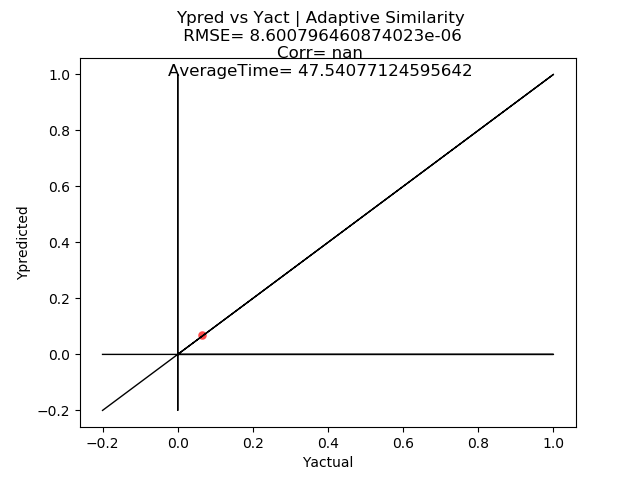 Ypred vs Yact | Adaptive Similarity
RMSE= 8.600796460874023e-06
Corr= nan
AverageTime= 47.54077124595642
1.0
0.8
0.6
0.4
0.2
0.0
−0.2
Ypredicted
−0.2
0.0
0.2
0.4
0.6
0.8
1.0
Yactual